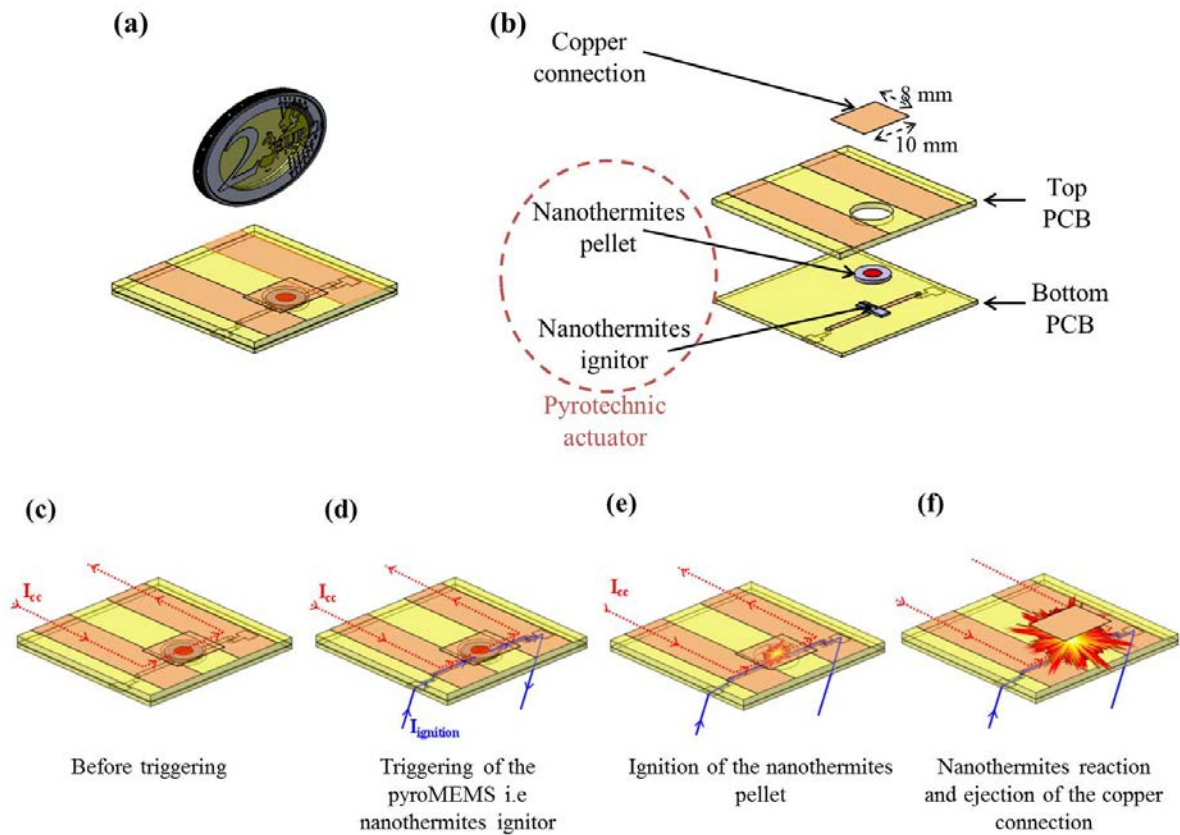 (a)
(b)
Copper
connection
8 mm
10 mm
Top
PCB
Nanothermites
pellet
Bottom
PCB
Nanothermites
ignitor
Pyrotechnic
actuator
2
(c)
(d)
(e)
(f)
Icc
Icc
Icc
Iignition
Before triggering
Triggering of the
pyroMEMS i.e
nanothermites ignitor
Ignition of the nanothermites
pellet
Nanothermites reaction
and ejection of the copper
connection